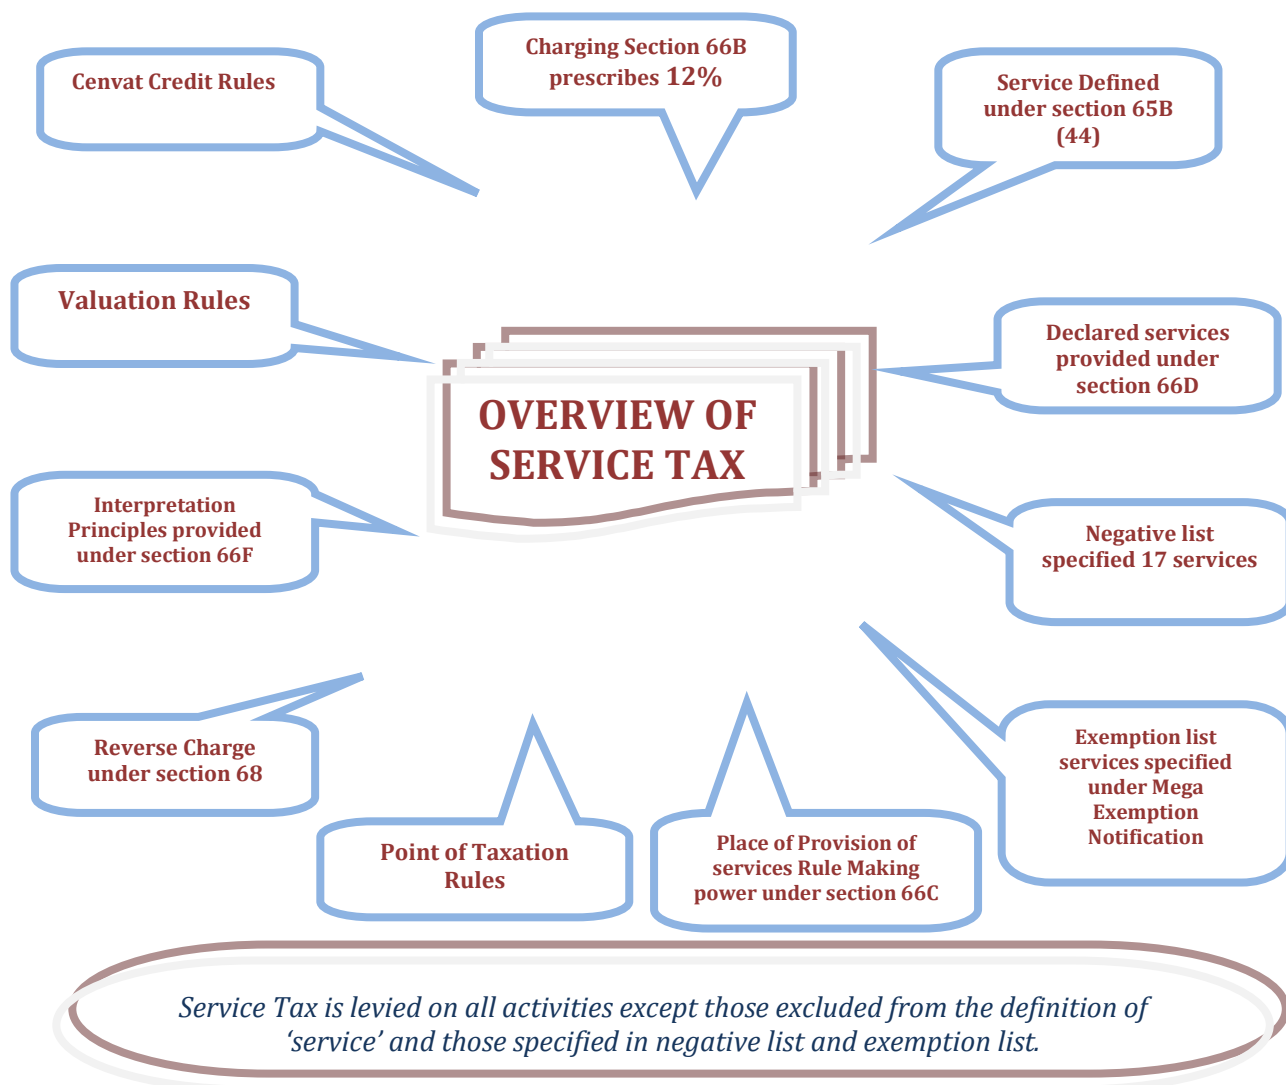 Charging Section 66B
prescribes 12%
Cenvat Credit Rules
Service Defined
under section 65B
(44)
Valuation Rules
Declared services
provided under
section 66D
OVERVIEW OF
SERVICE TAX
Interpretation
Principles provided
under section 66F
Negative list
specified 17 services
Reverse Charge
under section 68
Exemption list
services specified
under Mega
Exemption
Notification
Point of Taxation
Rules
Place of Provision of
services Rule Making
power under section 66C
Service Tax is levied on all activities except those excluded from the definition of
‘service’ and those specified in negative list and exemption list.